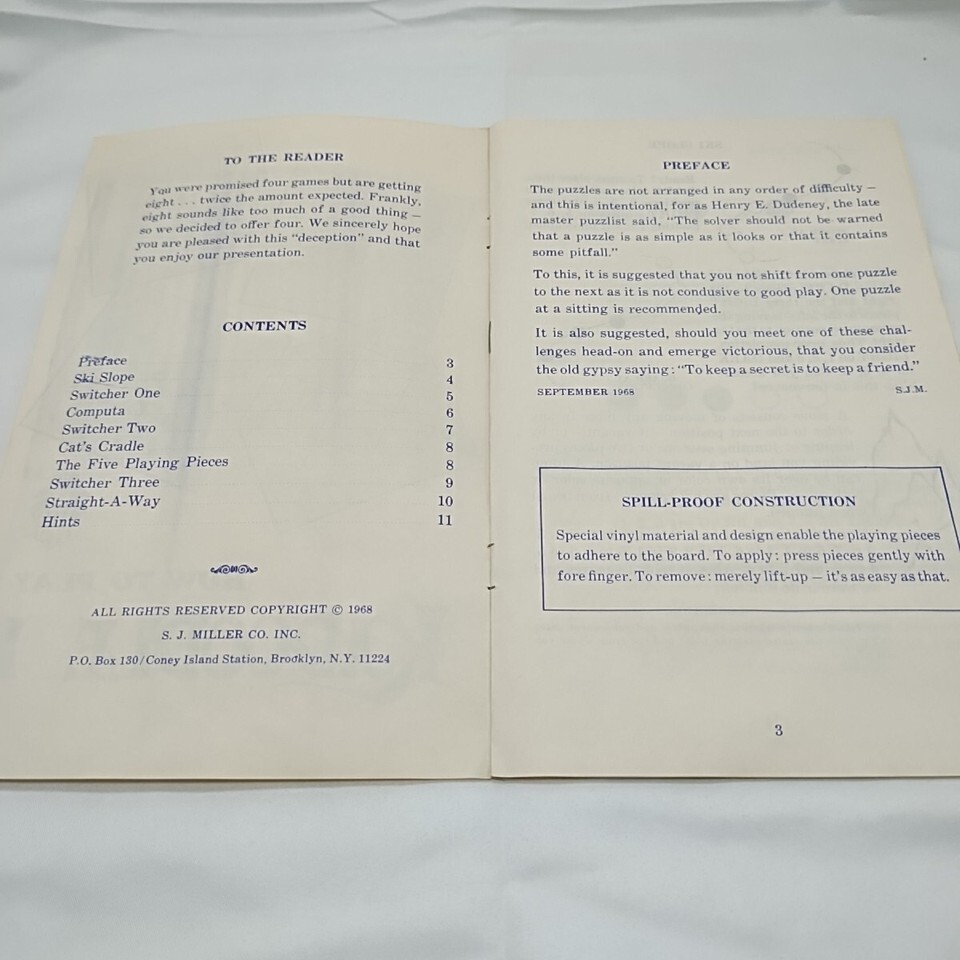 TO THE READER
You were promised four games but are getting
eight . . . twice the amount expected. Frankly,
eight sounds like too much of a good thing —
so we decided to offer four. We sincerely hope
you are pleased with this "deception" and that
you enjoy our presentation.
CONTENTS
Preface 3
Ski Slope 4
Switcher One 5
Computa 6
Switcher Two 7
Cat's Cradle 8
The Five Playing Pieces 8
Switcher Three 9
Straight-A-Way 10
Hints 11
ALL RIGHTS RESERVED COPYRIGHT © 1968
S. J. MILLER CO. INC.
P.O. Box 130/Coney Island Station, Brooklyn, N.Y. 11224
PREFACE
The puzzles are not arranged in any order of difficulty —
and this is intentional, for as Henry E. Dudeney, the late
master puzzlist said, "The solver should not be warned
that a puzzle is as simple as it looks or that it contains
some pitfall."
To this, it is suggested that you not shift from one puzzle
to the next as it is not condusive to good play. One puzzle
at a sitting is recommended.
It is also suggested, should you meet one of these chal-
lenges head-on and emerge victorious, that you consider
the old gypsy saying: "To keep a secret is to keep a friend."
SEPTEMBER 1968 S.J.M.
SPILL-PROOF CONSTRUCTION
Special vinyl material and design enable the playing pieces
to adhere to the board. To apply: press pieces gently with
fore finger. To remove: merely lift-up — it's as easy as that.
3